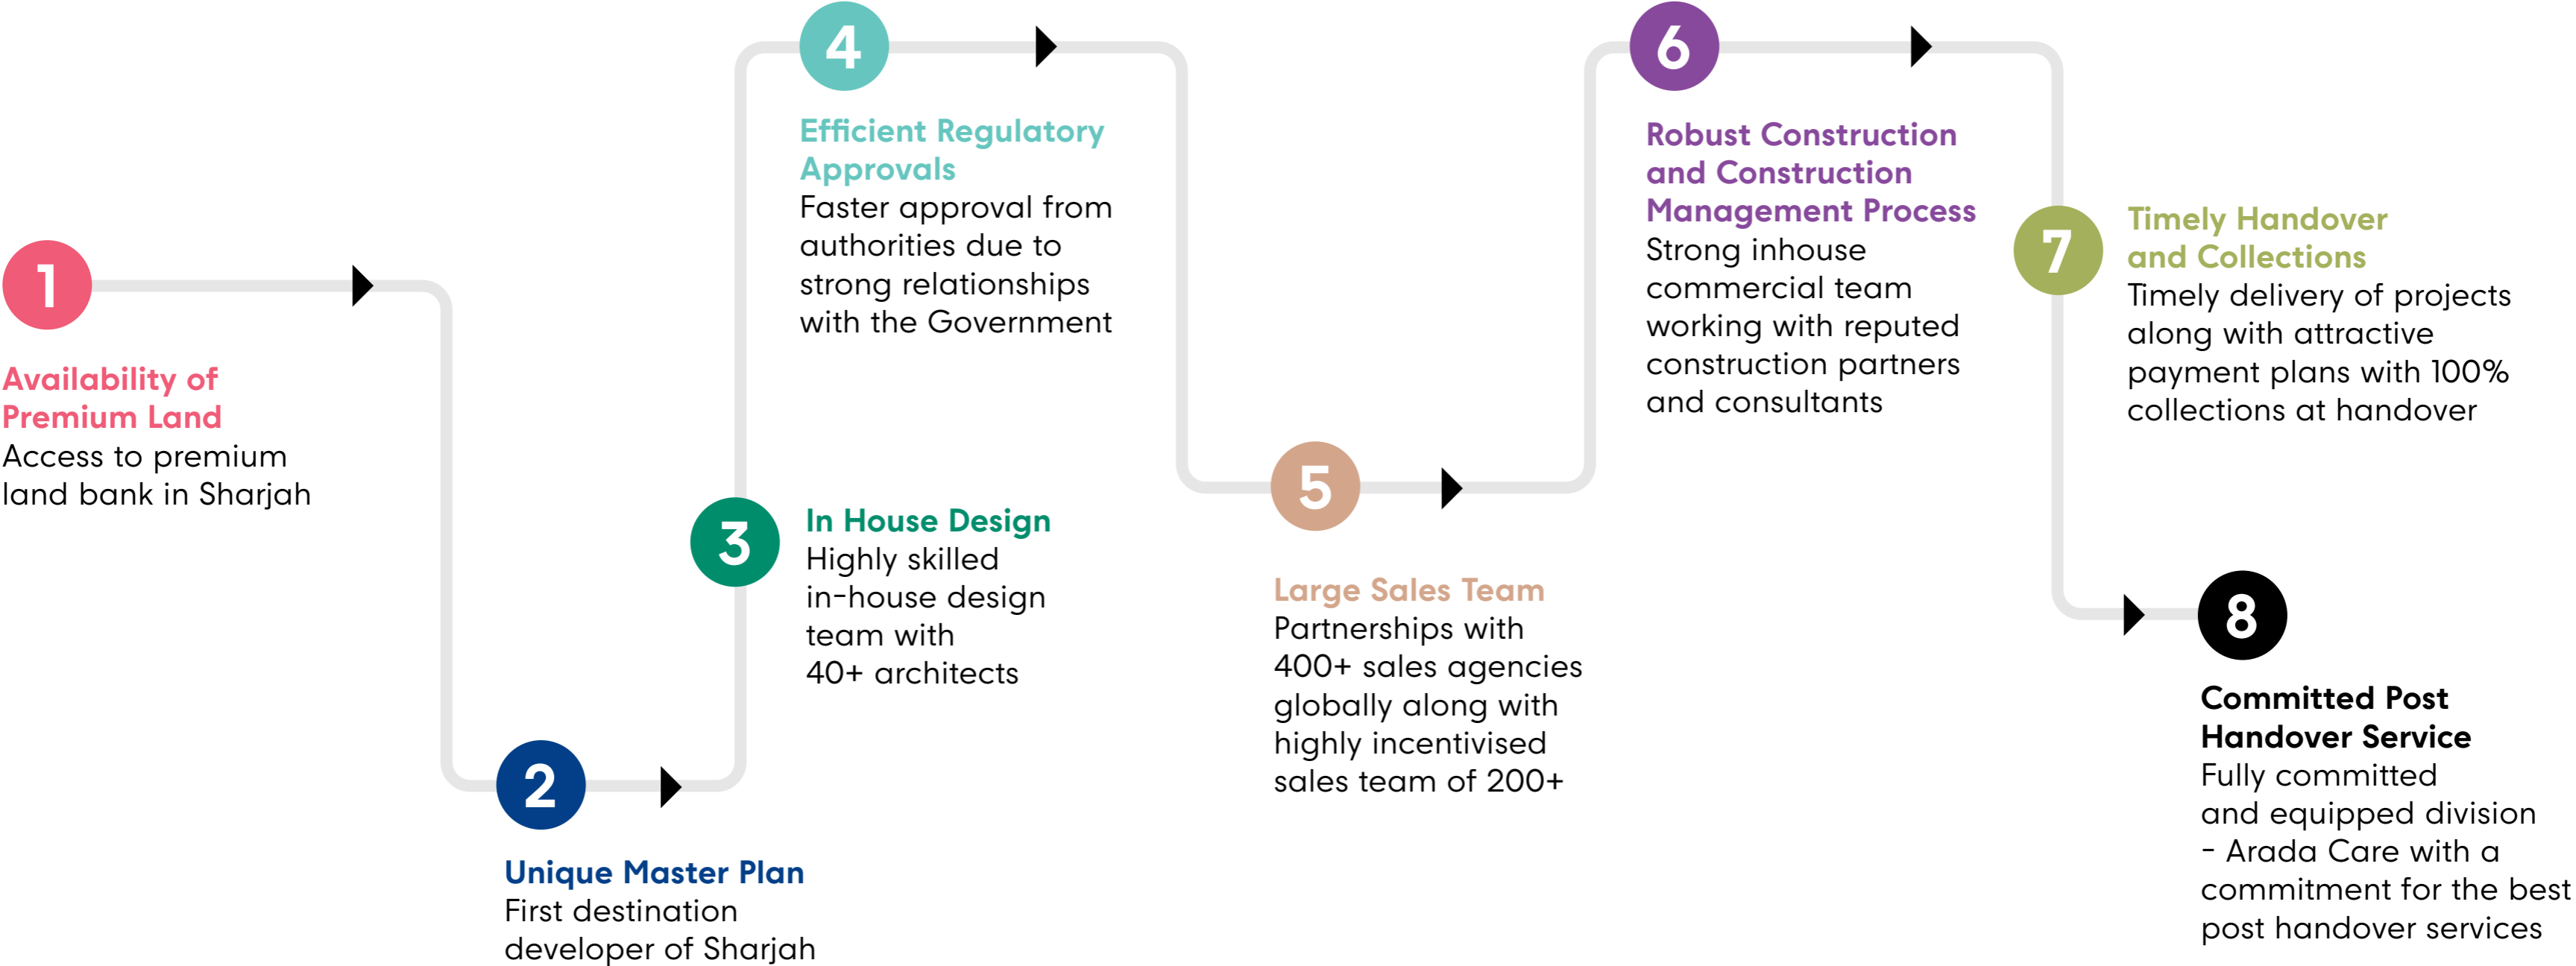 1
Availability of
Premium Land
Access to premium
land bank in Sharjah
2
Unique Master Plan
First destination
developer of Sharjah
3
In House Design
Highly skilled
in-house design
team with
40+ architects
4
Efficient Regulatory
Approvals
Faster approval from
authorities due to
strong relationships
with the Government
5
Large Sales Team
Partnerships with
400+ sales agencies
globally along with
highly incentivised
sales team of 200+
6
Robust Construction
and Construction
Management Process
Strong inhouse
commercial team
working with reputed
construction partners
and consultants
7
Timely Handover
and Collections
Timely delivery of projects
along with attractive
payment plans with 100%
collections at handover
8
Committed Post
Handover Service
Fully committed
and equipped division
- Arada Care with a
commitment for the best
post handover services